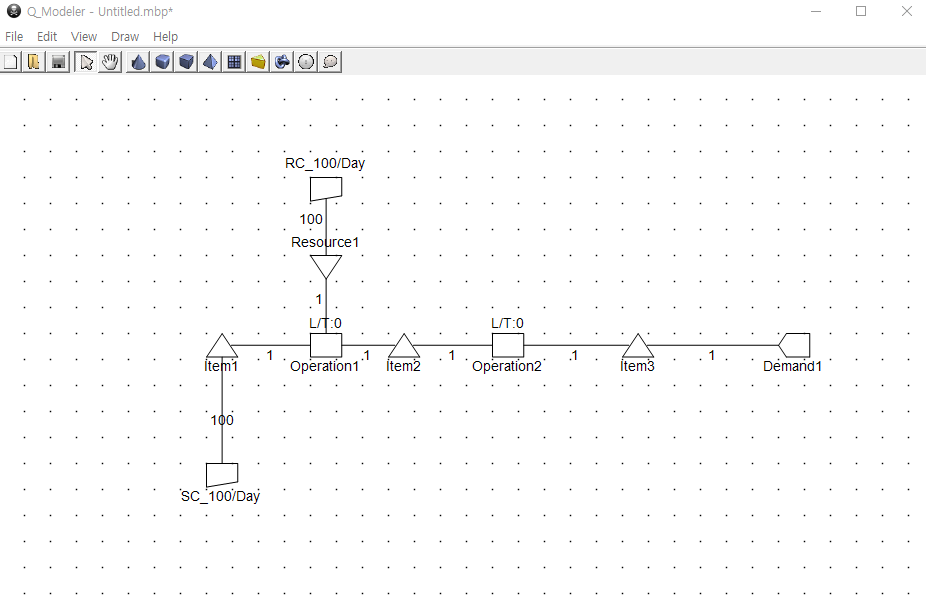 Q_Modeler - Untitled.mbp*
File Edit View Draw Help
RC_100/Day
100
Resource1
1
L/T:0 L/T:0
1 1 1 1 1
Item1 Operation1 Item2 Operation2 Item3 Demand1
100
SC_100/Day